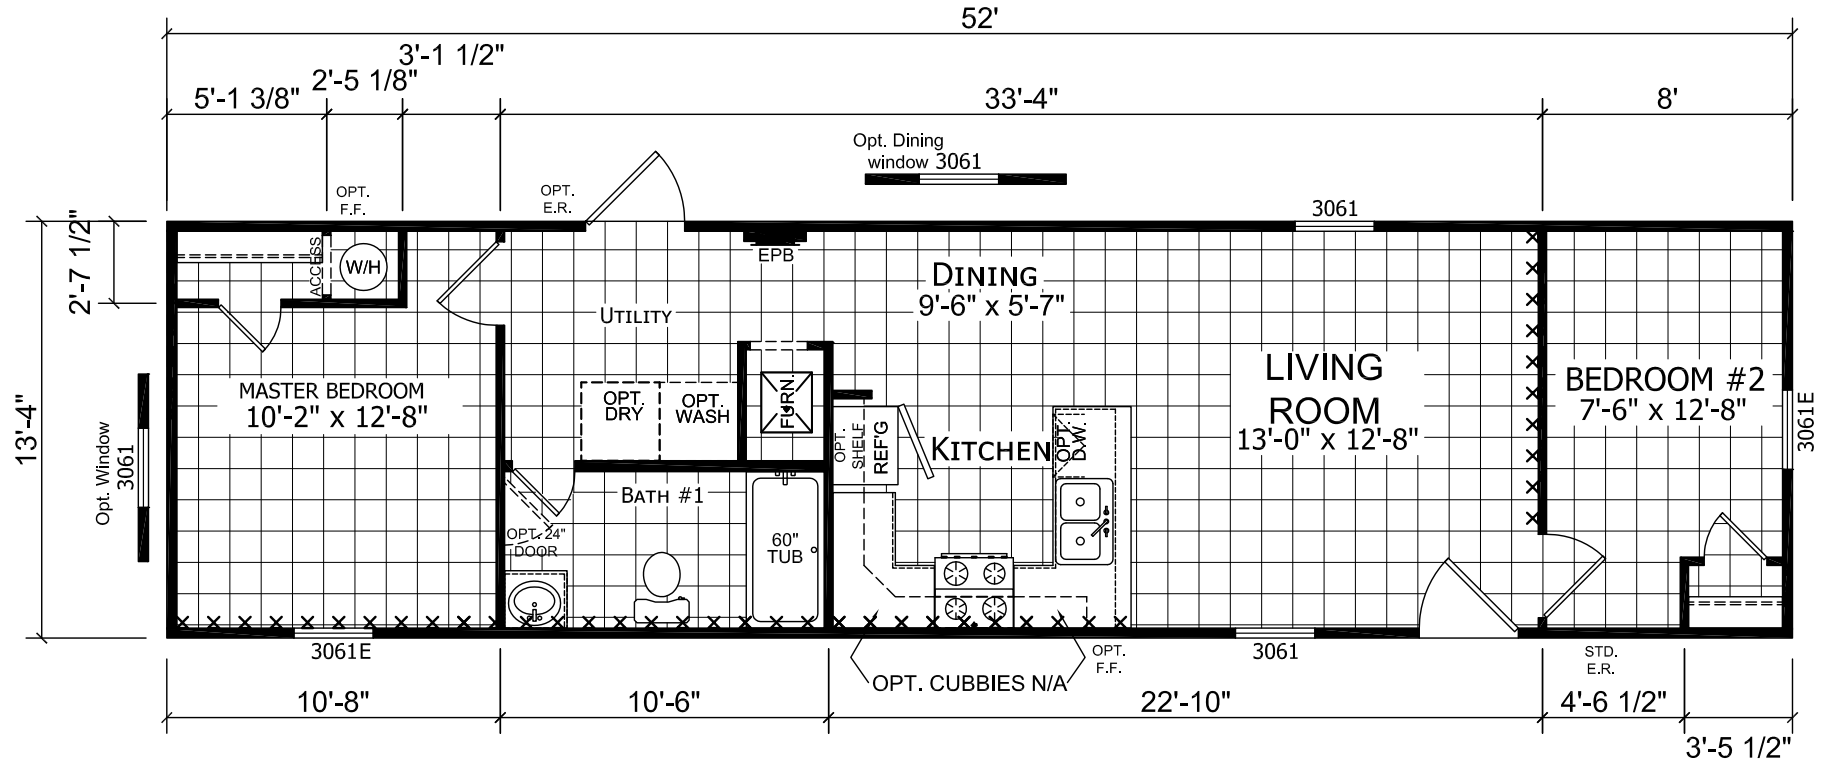 52'
3'-1 1/2"
2'-5 1/8"
5'-1 3/8"
33'-4"
8'
Opt. Dining
window 3061
OPT.
F.F.
OPT.
E.R.
3061
2'-7 1/2"
13'-4"
ACCESS
W/H
EPB
DINING
9'-6" x 5'-7"
UTILITY
MASTER BEDROOM
10'-2" x 12'-8"
OPT.
DRY
OPT.
WASH
FURN.
LIVING
ROOM
13'-0" x 12'-8"
BEDROOM #2
7'-6" x 12'-8"
3061E
Opt. Window
3061
OPT.
SHELF
REF'G
KITCHEN
OPT.
D.W.
BATH #1
OPT. 24"
DOOR
60"
TUB
3061E
OPT. CUBBIES N/A
OPT.
F.F.
3061
STD.
E.R.
10'-8"
10'-6"
22'-10"
4'-6 1/2"
3'-5 1/2"